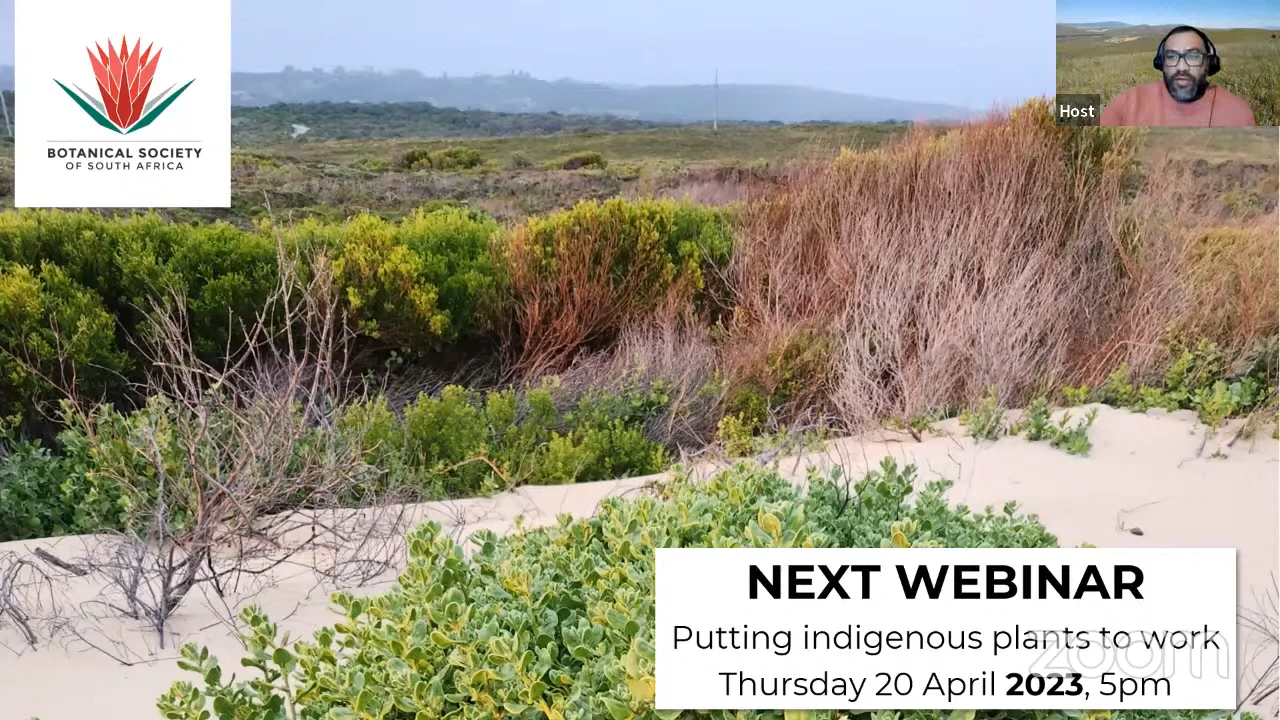 BOTANICAL SOCIETY
OF SOUTH AFRICA
Host
NEXT WEBINAR
Putting indigenous plants to work
Thursday 20 April 2023, 5pm
zoom